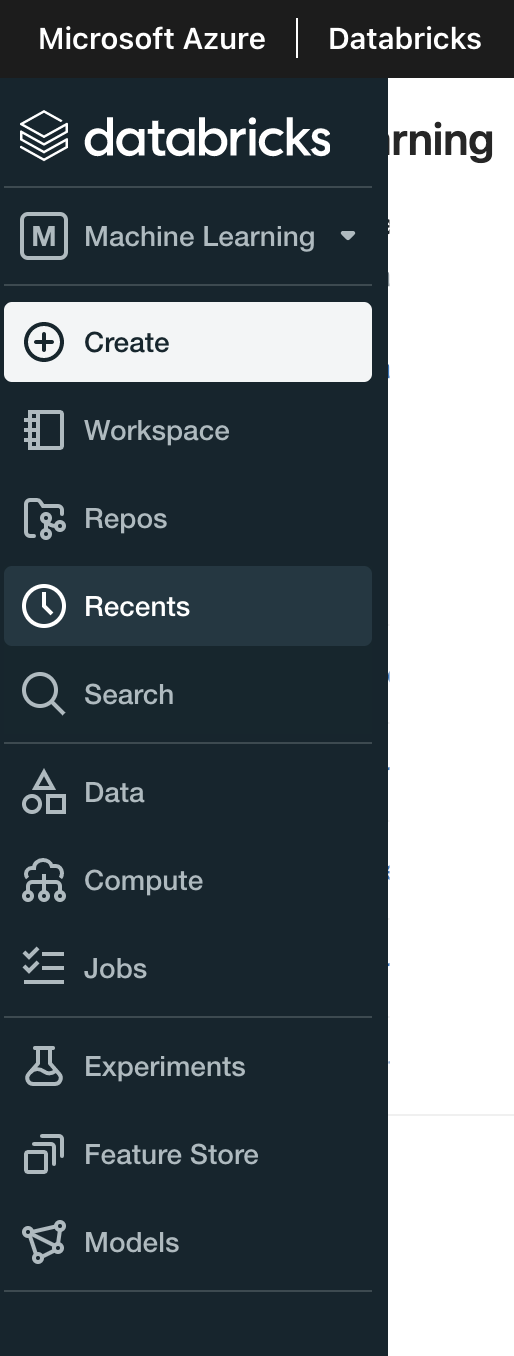 Microsoft Azure | Databricks
databricks
rning
M Machine Learning
Create
Workspace
Repos
Recents
Search
Data
Compute
Jobs
Experiments
Feature Store
Models